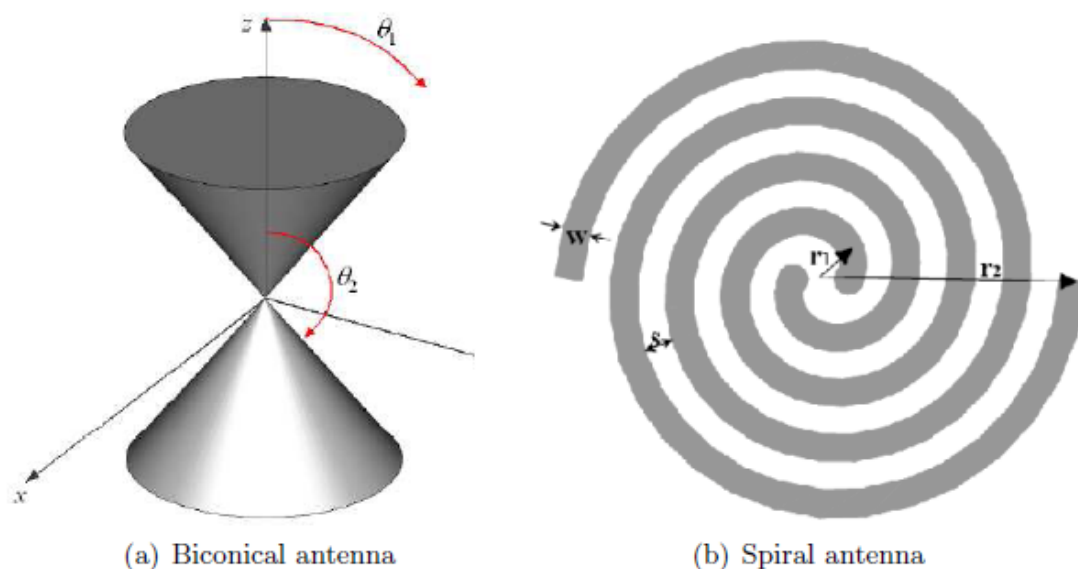 z
θ₁
θ₂
x
w
r₁
r₂
s
(a) Biconical antenna
(b) Spiral antenna